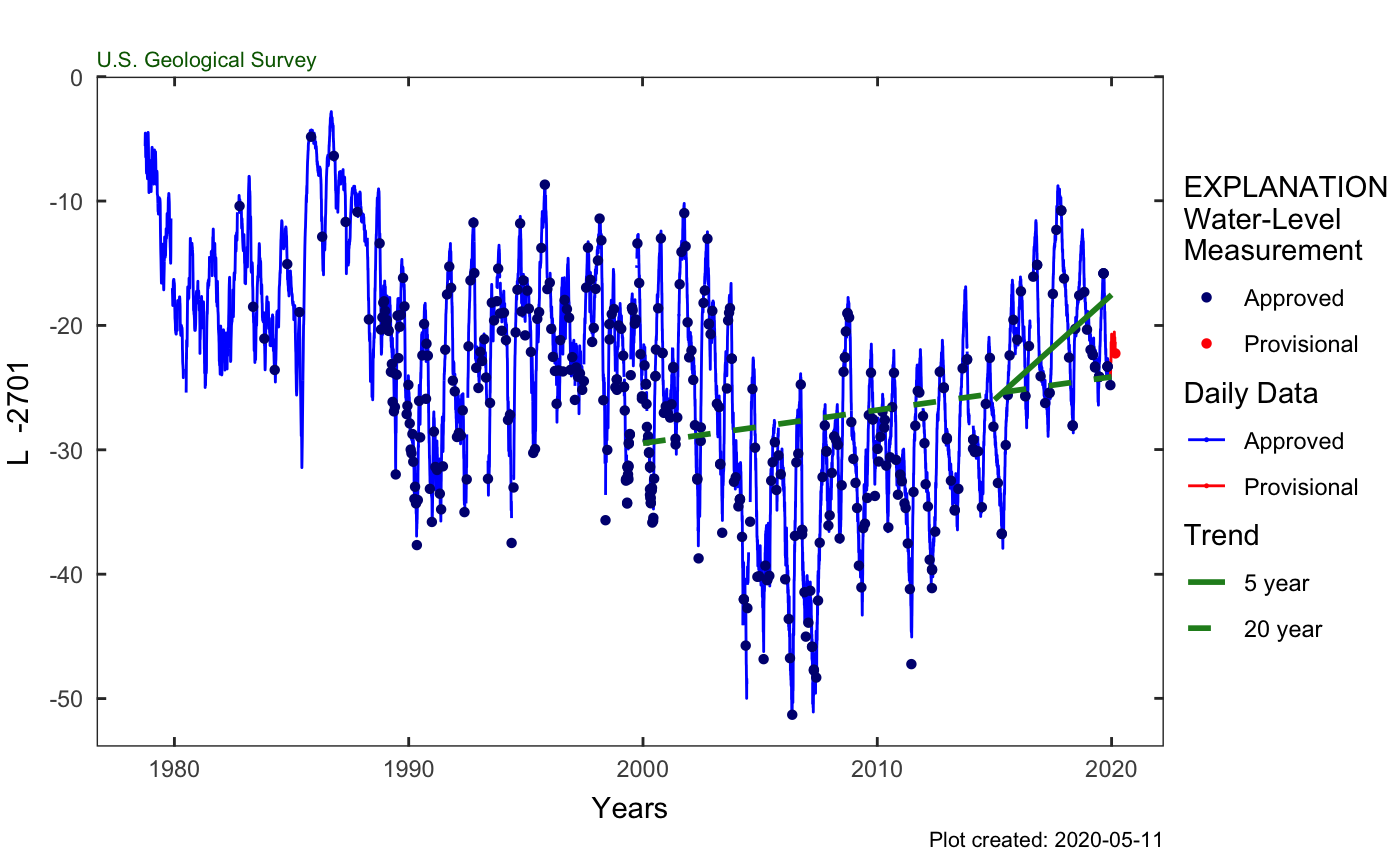 U.S. Geological Survey
0
-10
-20
-30
-40
-50
L -2701
1980 1990 2000 2010 2020
Years
EXPLANATION
Water-Level
Measurement
Approved
Provisional
Daily Data
Approved
Provisional
Trend
5 year
20 year
Plot created: 2020-05-11